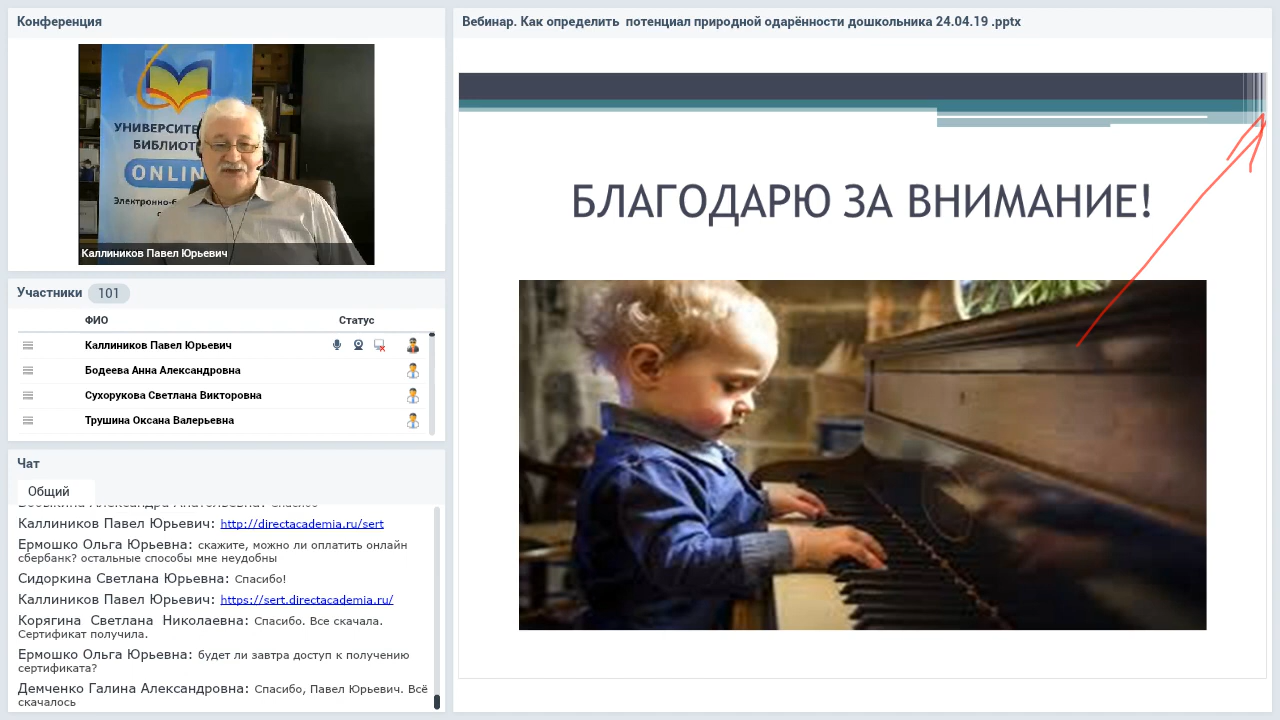 Конференция
УНИВЕРСИТЕ
БИБЛИОТ
ONLIN
Электронно-б
Каллиников Павел Юрьевич
Участники 101
ФИО Статус
Каллиников Павел Юрьевич
Бодеева Анна Александровна
Сухорукова Светлана Викторовна
Трушина Оксана Валерьевна
Чат
Общий
Каллиников Павел Юрьевич: http://directacademia.ru/sert
Ермошко Ольга Юрьевна: скажите, можно ли оплатить онлайн
сбербанк? остальные способы мне неудобны
Сидоркина Светлана Юрьевна: Спасибо!
Каллиников Павел Юрьевич: https://sert.directacademia.ru/
Корягина Светлана Николаевна: Спасибо. Все скачала.
Сертификат получила.
Ермошко Ольга Юрьевна: будет ли завтра доступ к получению
сертификата?
Демченко Галина Александровна: Спасибо, Павел Юрьевич. Всё
скачалось
Вебинар. Как определить потенциал природной одарённости дошкольника 24.04.19 .pptx
БЛАГОДАРЮ ЗА ВНИМАНИЕ!